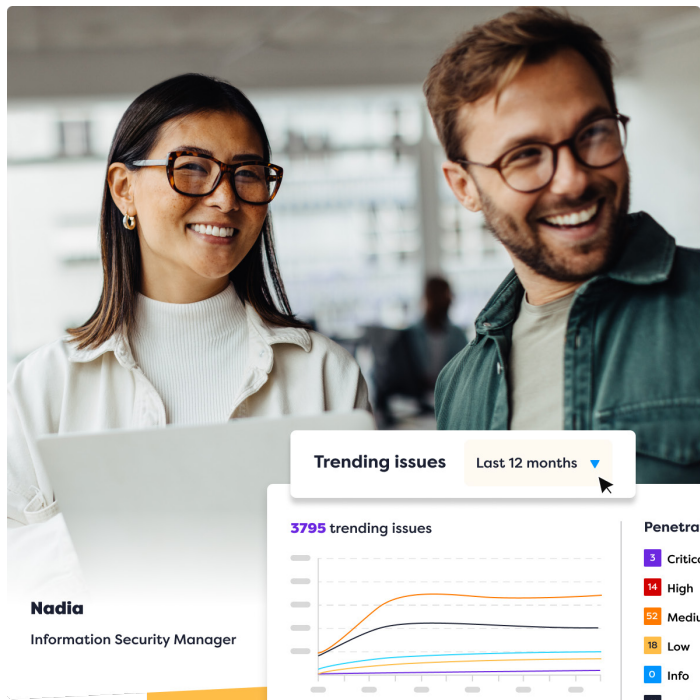 Trending issues
Last 12 months
3795 trending issues
Nadia
Information Security Manager
Penetra
3 Critic
14 High
52 Mediu
18 Low
0 Info